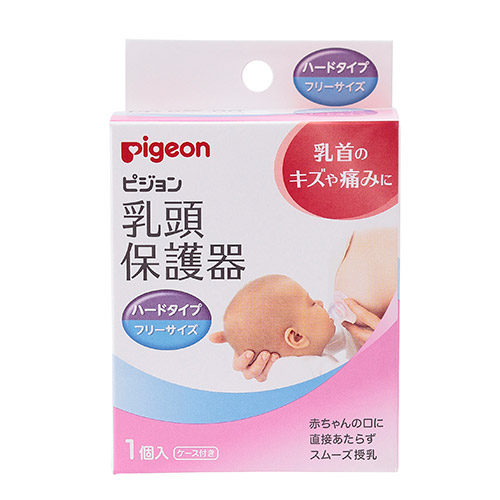 ハードタイプ
フリーサイズ
pigeon
ピジョン
乳頭
保護器
乳首の
キズや痛みに
ハードタイプ
フリーサイズ
赤ちゃんの口に
直接あたらず
スムーズ授乳
1個入 ケース付き